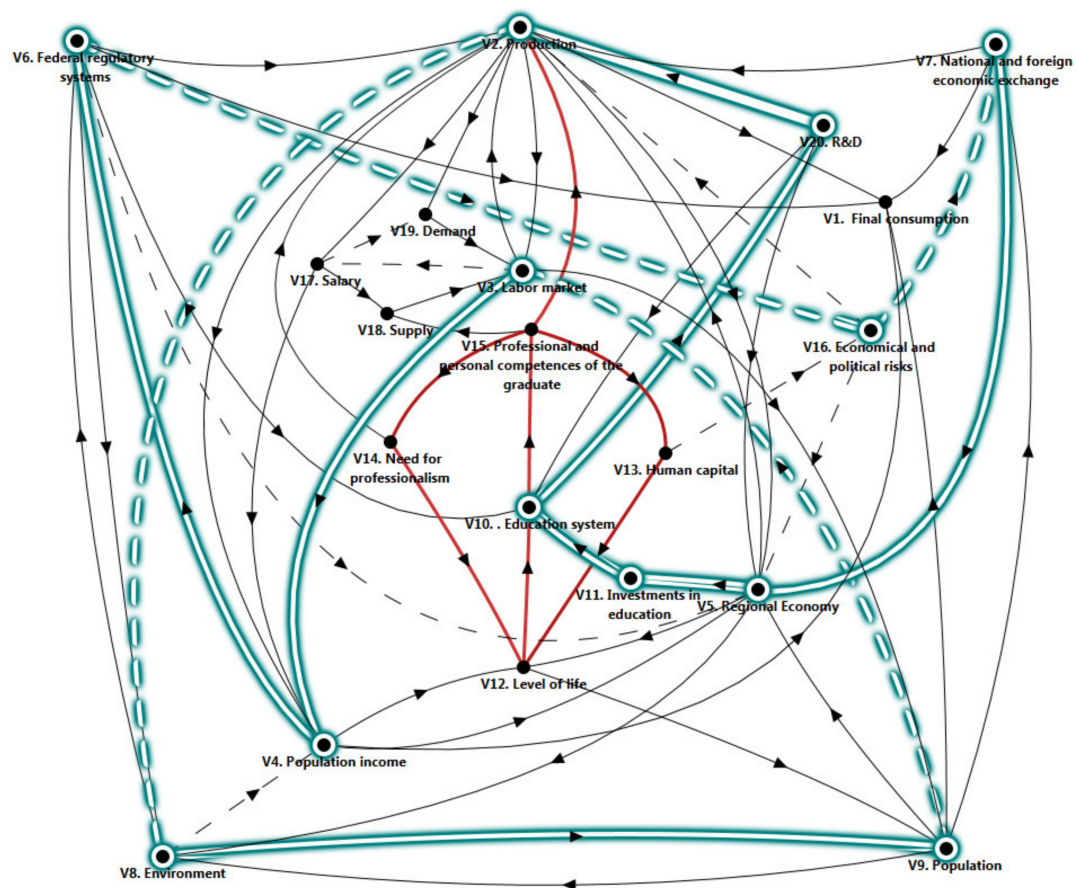 V2. Production
V6. Federal regulatory
systems
V7. National and foreign
economic exchange
V20. R&D
V1.  Final consumption
V19. Demand
V17. Salary
V3. Labor market
V18. Supply
V15. Professional and
personal competences of the
graduate
V16. Economical and
political risks
V14. Need for
professionalism
V13. Human capital
V10. . Education system
V11. Investments in
education
V5. Regional Economy
V12. Level of life
V4. Population income
V8. Environment
V9. Population